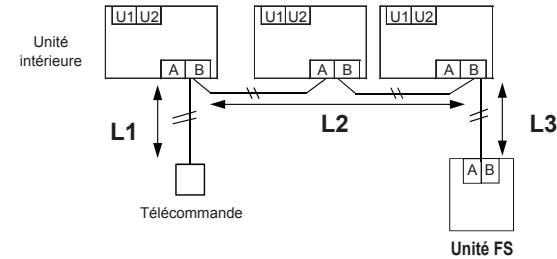 U1 U2 U1 U2 U1 U2
Unité
intérieure
A B A B A B
L1 L2 L3
A B
Télécommande
Unité FS